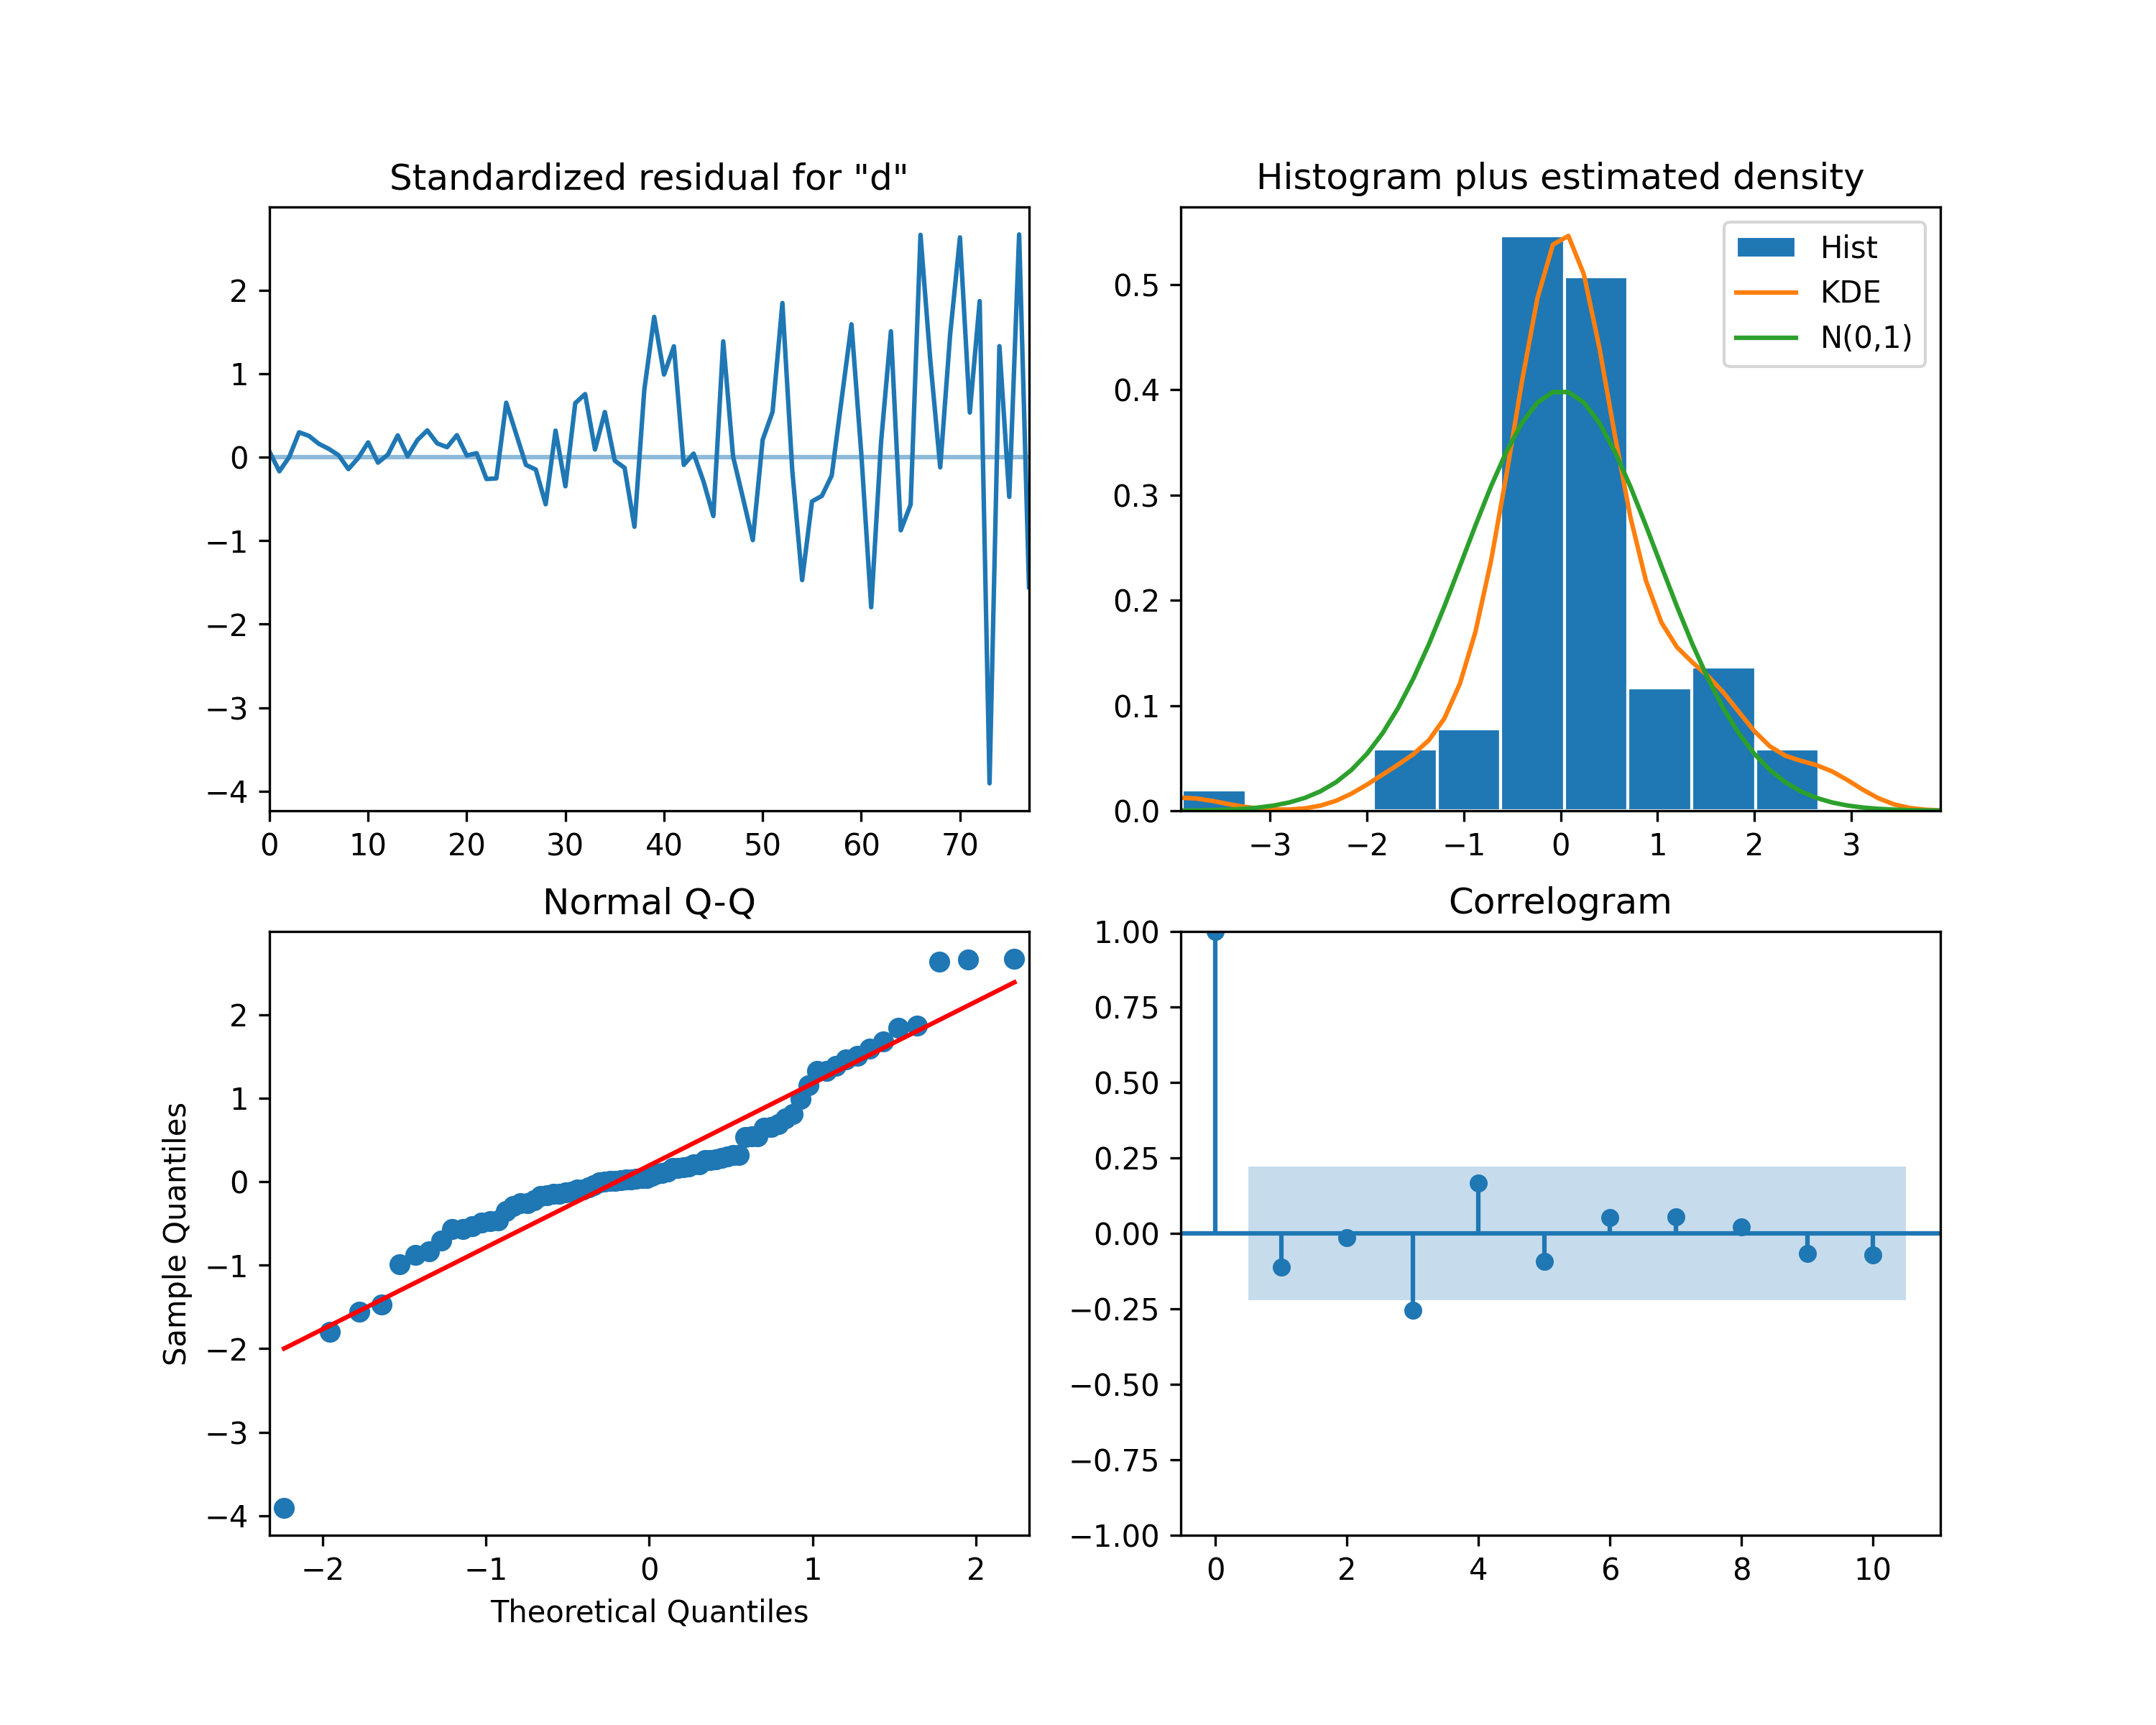 Standardized residual for "d"
2
1
0
−1
−2
−3
−4
0 10 20 30 40 50 60 70
Histogram plus estimated density
Hist
KDE
N(0,1)
0.5
0.4
0.3
0.2
0.1
0.0
−3 −2 −1 0 1 2 3
Normal Q-Q
Sample Quantiles
2
1
0
−1
−2
−3
−4
−2 −1 0 1 2
Theoretical Quantiles
Correlogram
1.00
0.75
0.50
0.25
0.00
−0.25
−0.50
−0.75
−1.00
0 2 4 6 8 10